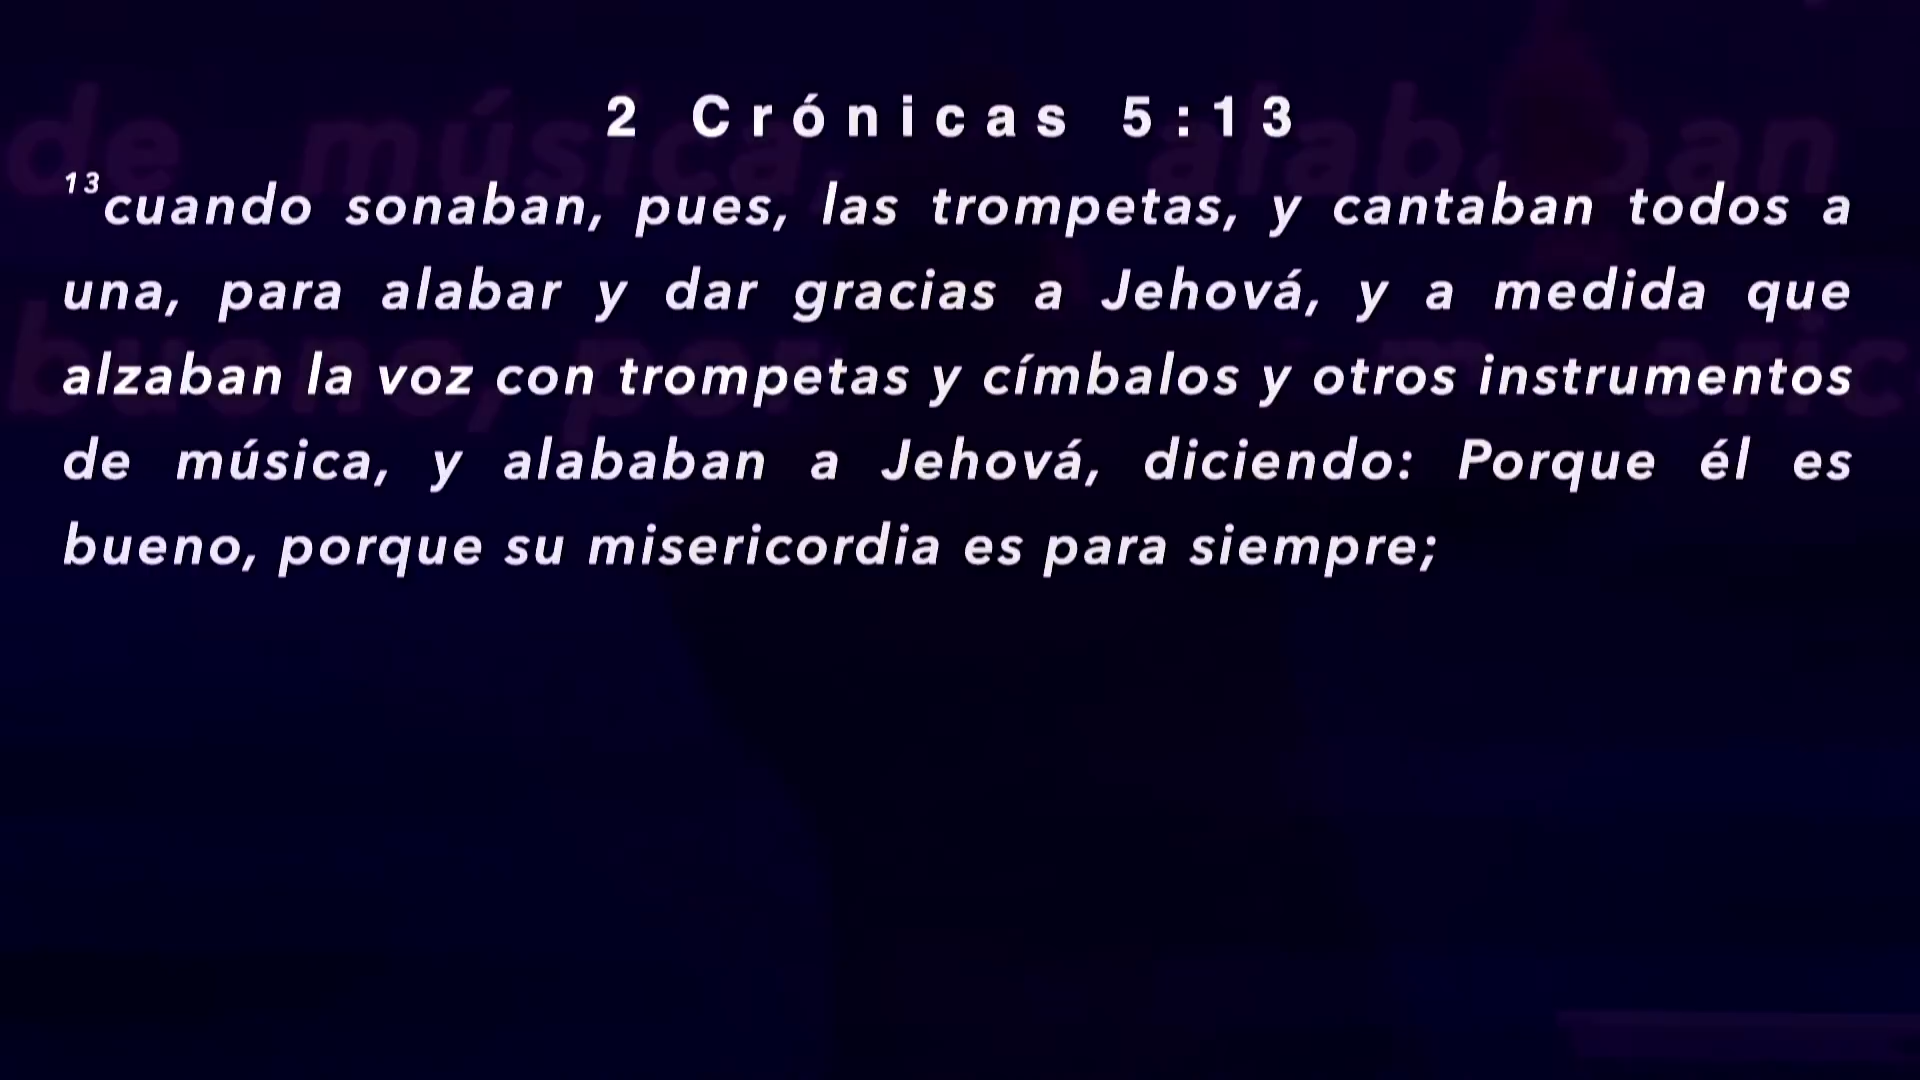 2 Crónicas 5:13
13cuando sonaban, pues, las trompetas, y cantaban todos a
una, para alabar y dar gracias a Jehová, y a medida que
alzaban la voz con trompetas y címbalos y otros instrumentos
de música, y alababan a Jehová, diciendo: Porque él es
bueno, porque su misericordia es para siempre;